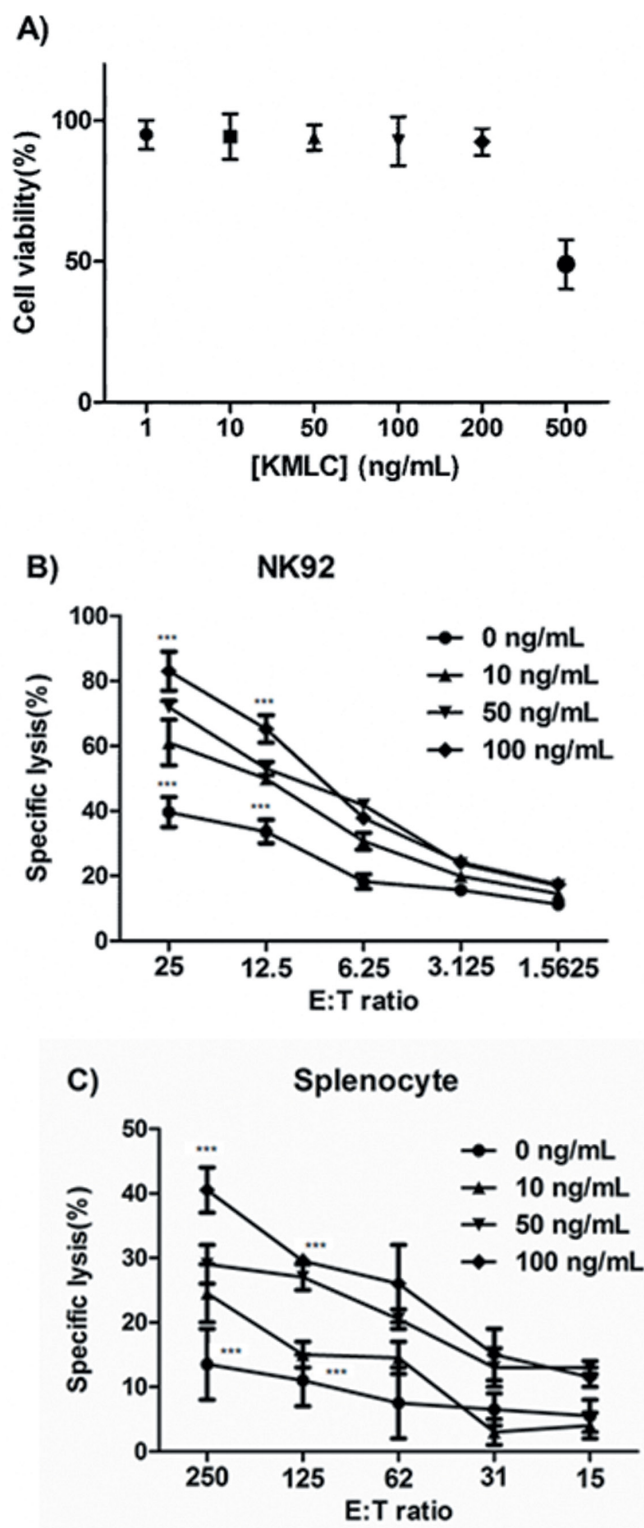 A)
Cell viability(%)
100
50
0
1 10 50 100 200 500
[KMLC] (ng/mL)
B) NK92
Specific lysis(%)
100
80
60
40
20
0
***
***
***
***
0 ng/mL
10 ng/mL
50 ng/mL
100 ng/mL
25 12.5 6.25 3.125 1.5625
E:T ratio
C) Splenocyte
Specific lysis(%)
50
40
30
20
10
0
***
***
***
***
0 ng/mL
10 ng/mL
50 ng/mL
100 ng/mL
250 125 62 31 15
E:T ratio